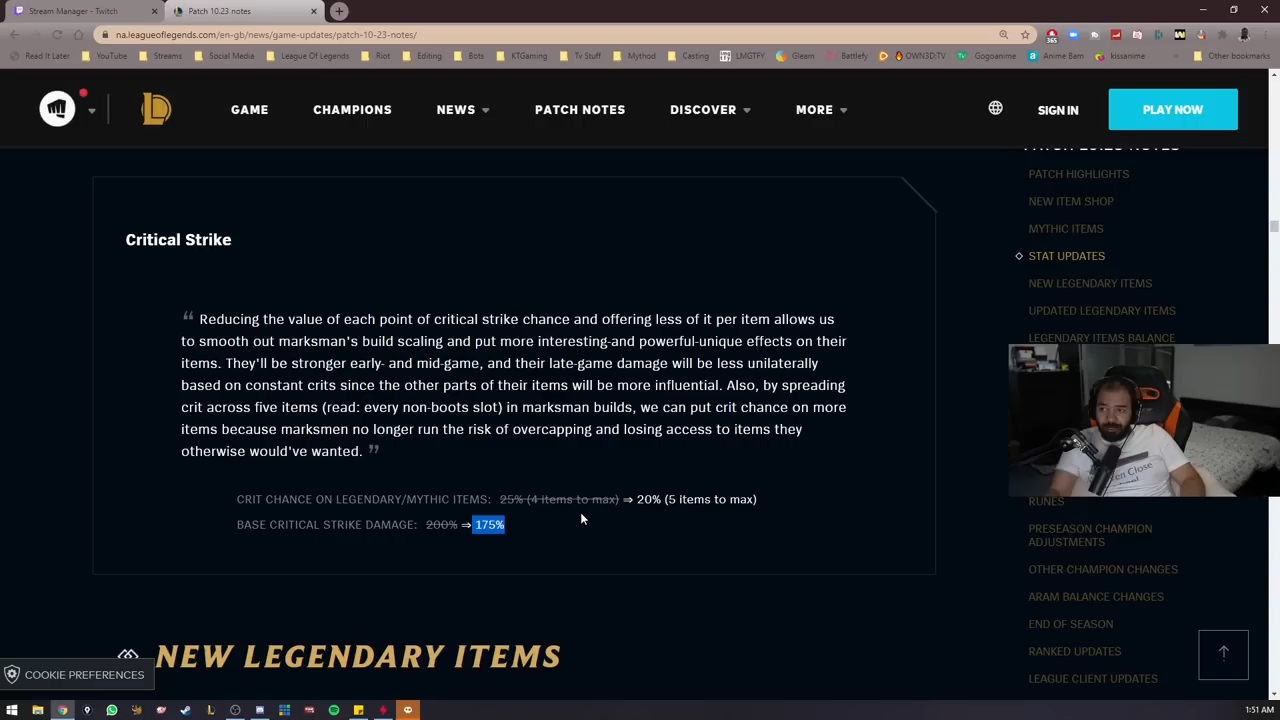 Stream Manager - Twitch
Patch 10.23 notes
na.leagueoflegends.com/en-gb/news/game-updates/patch-10-23-notes/
365
Read It Later
YouTube
Streams
Social Media
League Of Legends
Riot
Editing
Bots
KTGaming
Tv Stuff
Mythod
Casting
LMGTFY
Gleam
Battlefy
OWN3D:TV
Gogoanime
Anime Bam
kissanime
Other bookmarks
GAME
CHAMPIONS
NEWS
PATCH NOTES
DISCOVER
MORE
SIGN IN
PLAY NOW
PATCH 10.23 NOTES
PATCH HIGHLIGHTS
NEW ITEM SHOP
MYTHIC ITEMS
STAT UPDATES
NEW LEGENDARY ITEMS
UPDATED LEGENDARY ITEMS
LEGENDARY ITEMS BALANCE
RUNES
PRESEASON CHAMPION
ADJUSTMENTS
OTHER CHAMPION CHANGES
ARAM BALANCE CHANGES
END OF SEASON
RANKED UPDATES
LEAGUE CLIENT UPDATES
Critical Strike
“ Reducing the value of each point of critical strike chance and offering less of it per item allows us
to smooth out marksman's build scaling and put more interesting-and powerful-unique effects on their
items. They'll be stronger early- and mid-game, and their late-game damage will be less unilaterally
based on constant crits since the other parts of their items will be more influential. Also, by spreading
crit across five items (read: every non-boots slot) in marksman builds, we can put crit chance on more
items because marksmen no longer run the risk of overcapping and losing access to items they
otherwise would've wanted. ”
CRIT CHANCE ON LEGENDARY/MYTHIC ITEMS: 25% (4 items to max) ⇒ 20% (5 items to max)
BASE CRITICAL STRIKE DAMAGE: 200% ⇒ 175%
NEW LEGENDARY ITEMS
COOKIE PREFERENCES
1:51 AM